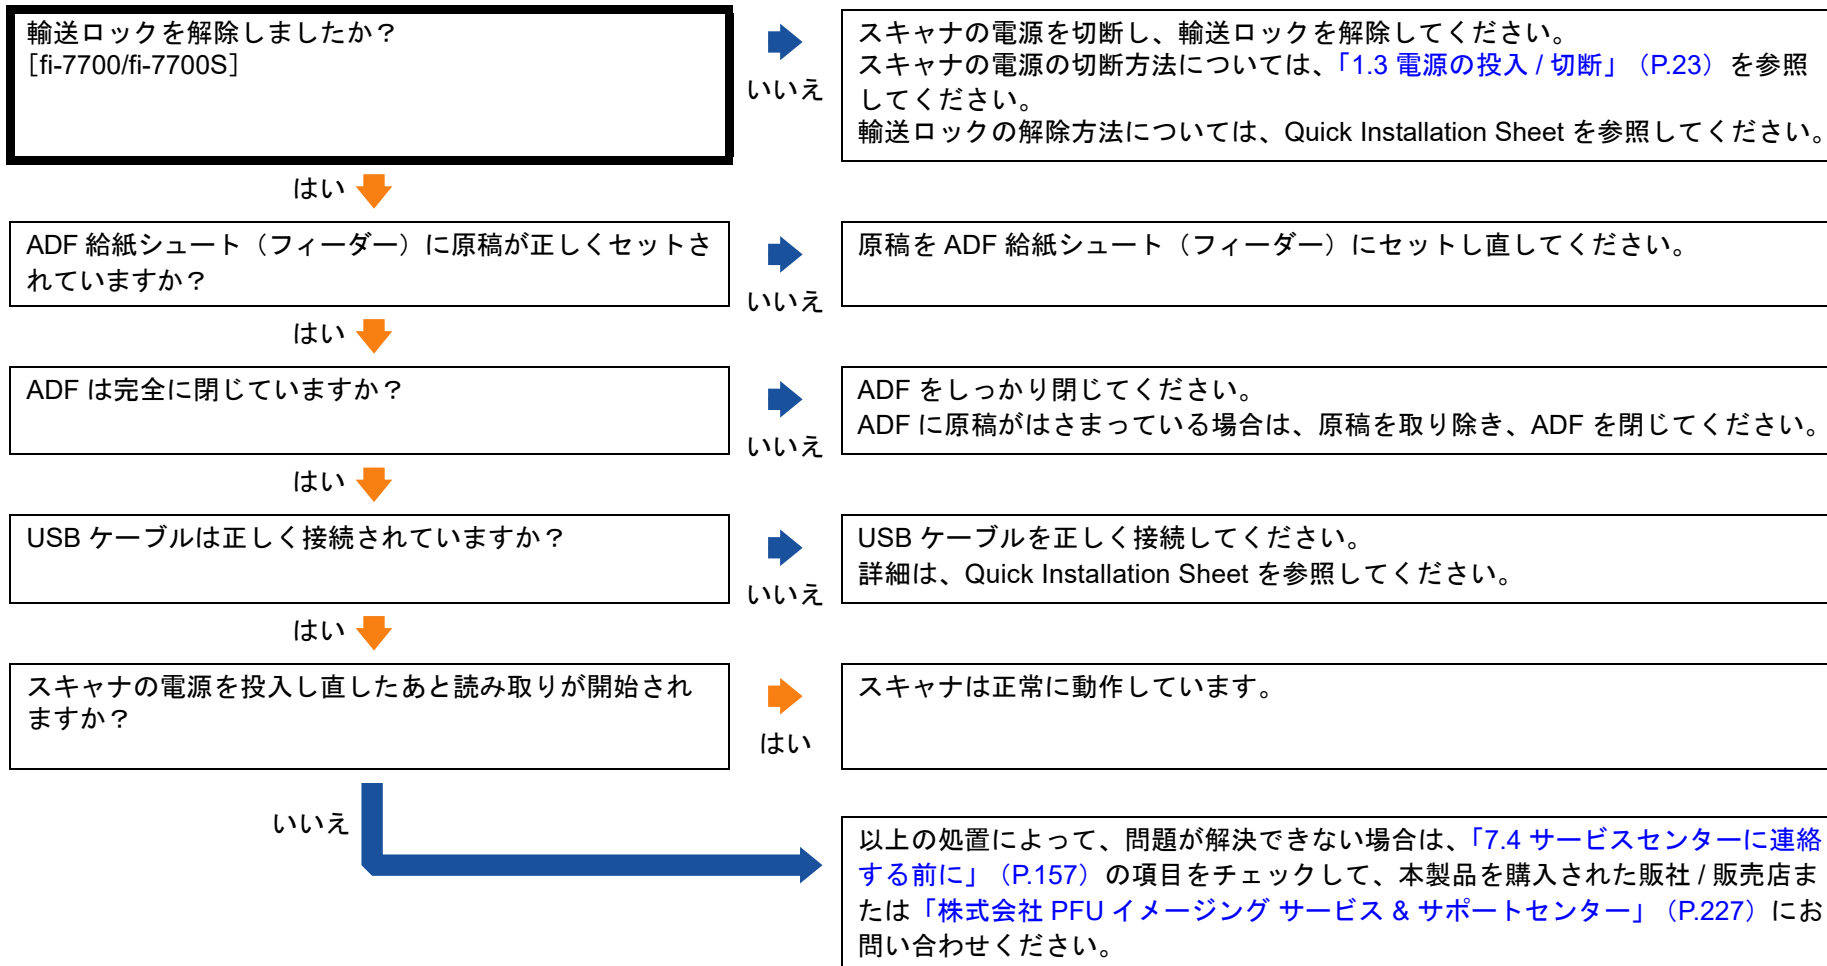 輸送ロックを解除しましたか?
[fi-7700/fi-7700S]
いいえ
スキャナの電源を切断し、輸送ロックを解除してください。
スキャナの電源の切断方法については、「1.3 電源の投入 / 切断」(P.23)を参照
してください。
輸送ロックの解除方法については、Quick Installation Sheet を参照してください。
はい
ADF 給紙シュート(フィーダー)に原稿が正しくセットさ
れていますか?
いいえ
原稿を ADF 給紙シュート(フィーダー)にセットし直してください。
はい
ADF は完全に閉じていますか?
いいえ
ADF をしっかり閉じてください。
ADF に原稿がはさまっている場合は、原稿を取り除き、ADF を閉じてください。
はい
USB ケーブルは正しく接続されていますか?
いいえ
USB ケーブルを正しく接続してください。
詳細は、Quick Installation Sheet を参照してください。
はい
スキャナの電源を投入し直したあと読み取りが開始され
ますか?
はい
スキャナは正常に動作しています。
いいえ
以上の処置によって、問題が解決できない場合は、「7.4 サービスセンターに連絡
する前に」(P.157)の項目をチェックして、本製品を購入された販社 / 販売店ま
たは「株式会社 PFU イメージング サービス & サポートセンター」(P.227)にお
問い合わせください。